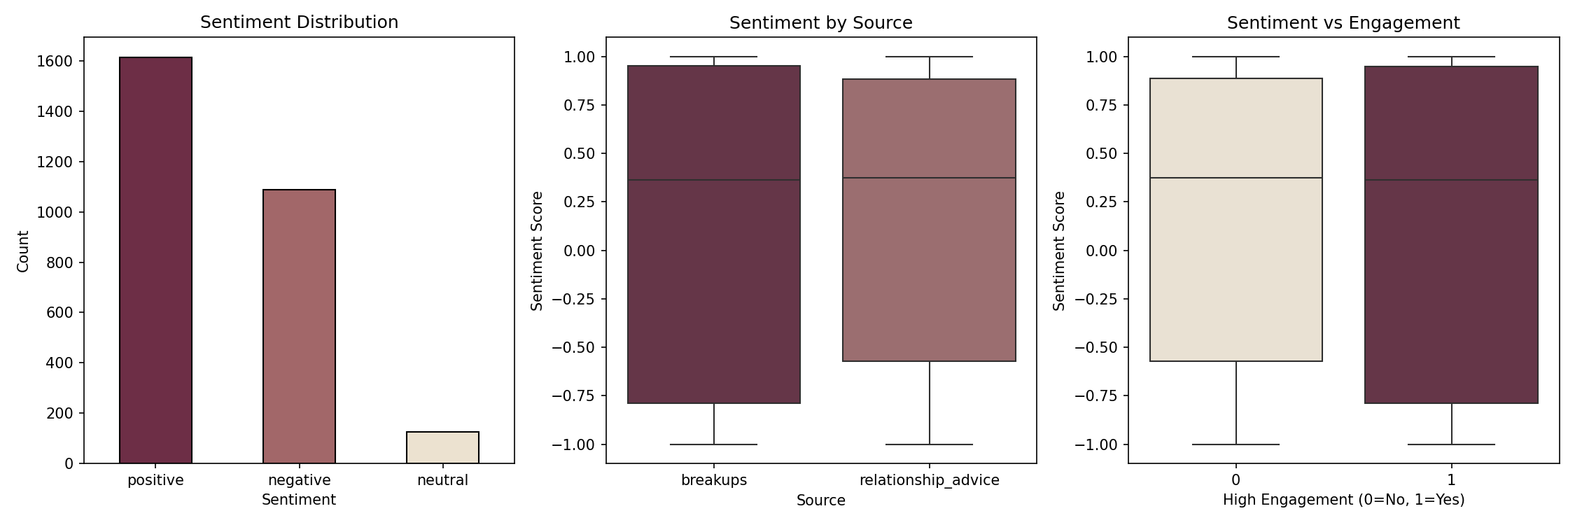 Sentiment Distribution
1600
1400
1200
1000
800
600
400
200
0
Count
positive
negative
neutral
Sentiment
Sentiment by Source
1.00
0.75
0.50
0.25
0.00
−0.25
−0.50
−0.75
−1.00
Sentiment Score
breakups
relationship_advice
Source
Sentiment vs Engagement
1.00
0.75
0.50
0.25
0.00
−0.25
−0.50
−0.75
−1.00
Sentiment Score
0
1
High Engagement (0=No, 1=Yes)